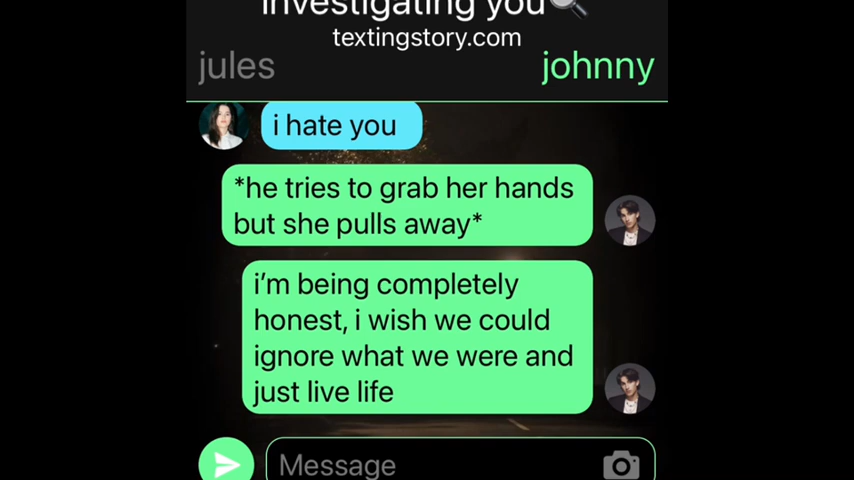 investigating you🔍
textingstory.com
jules
johnny
i hate you
*he tries to grab her hands
but she pulls away*
i’m being completely
honest, i wish we could
ignore what we were and
just live life
Message